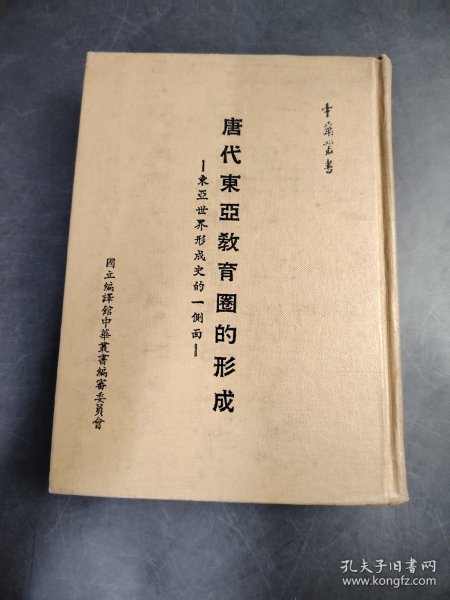 中華叢書
唐代東亞教育圈的形成
—東亞世界形成史的一側面—
國立編譯館中華叢書編審委員會
孔夫子旧书网
www.kongfz.com